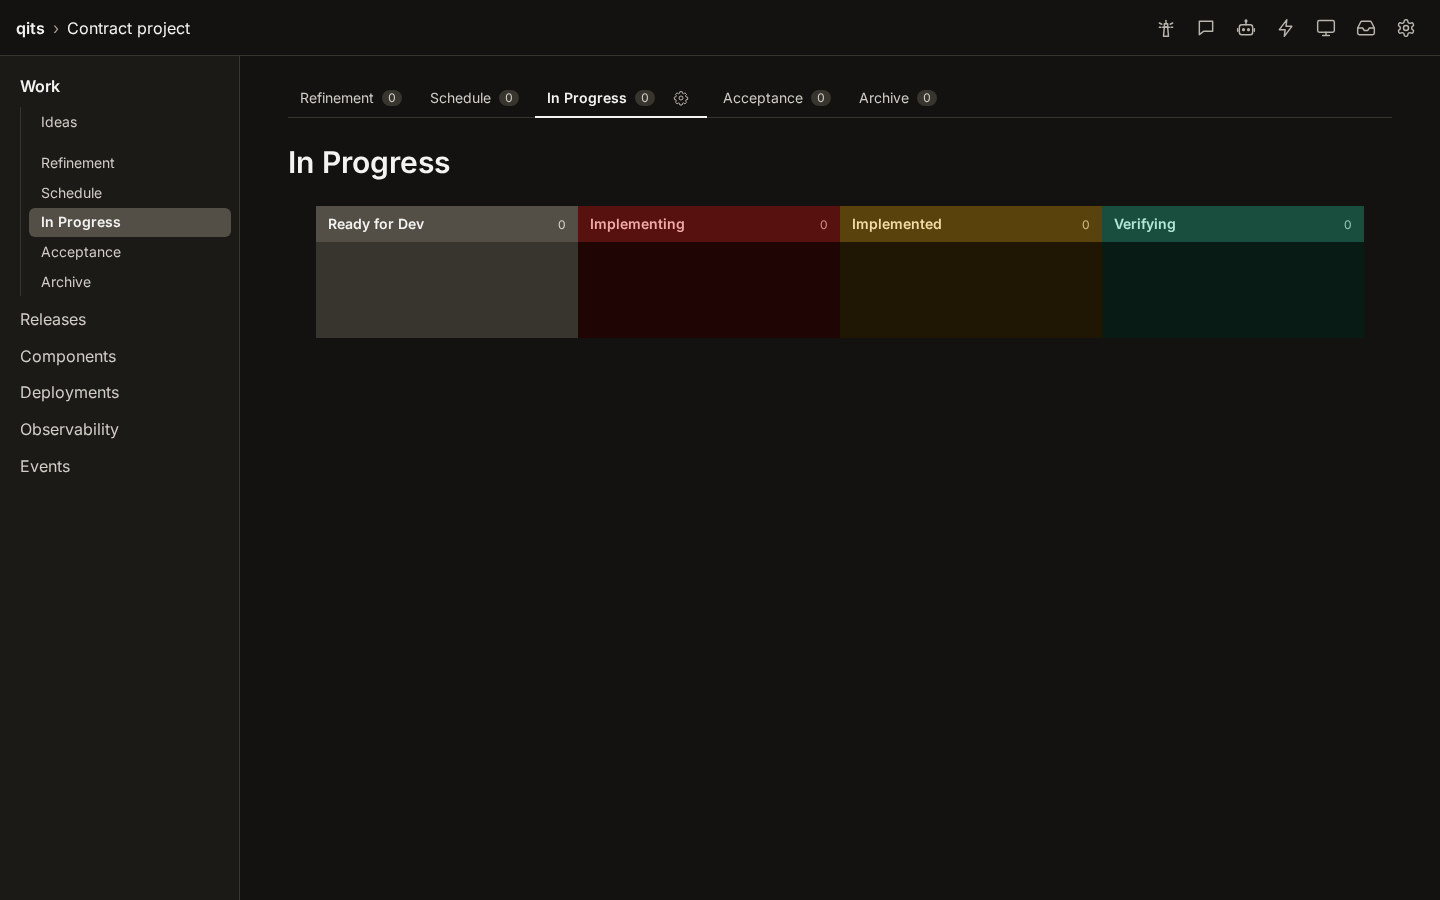 qits › Contract project
Work
Ideas
Refinement
Schedule
In Progress
Acceptance
Archive
Releases
Components
Deployments
Observability
Events
Refinement 0 Schedule 0 In Progress 0 Acceptance 0 Archive 0
In Progress
Ready for Dev 0 Implementing 0 Implemented 0 Verifying 0